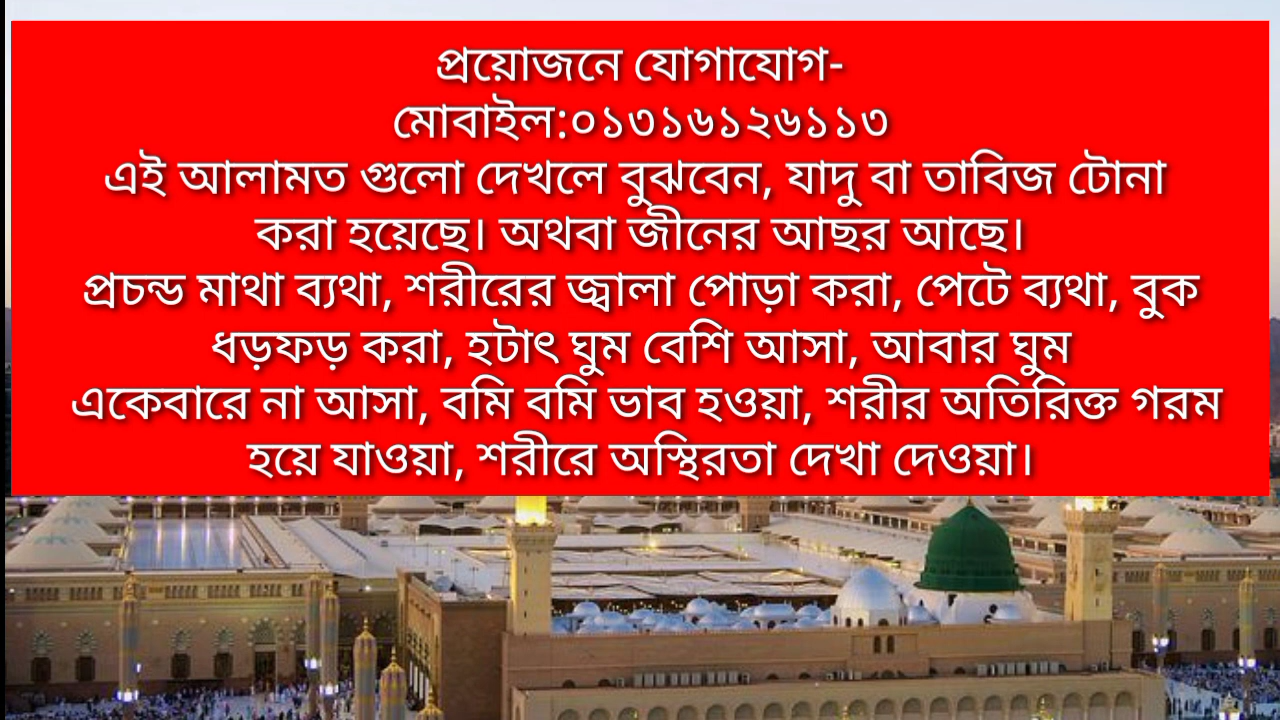 প্রয়োজনে যোগাযোগ-
মোবাইল:০১৩১৬১২৬১১৩
এই আলামত গুলো দেখলে বুঝবেন, যাদু বা তাবিজ টোনা
করা হয়েছে। অথবা জীনের আছর আছে।
প্রচন্ড মাথা ব্যথা, শরীরের জ্বালা পোড়া করা, পেটে ব্যথা, বুক
ধড়ফড় করা, হটাৎ ঘুম বেশি আসা, আবার ঘুম
একেবারে না আসা, বমি বমি ভাব হওয়া, শরীর অতিরিক্ত গরম
হয়ে যাওয়া, শরীরে অস্থিরতা দেখা দেওয়া।